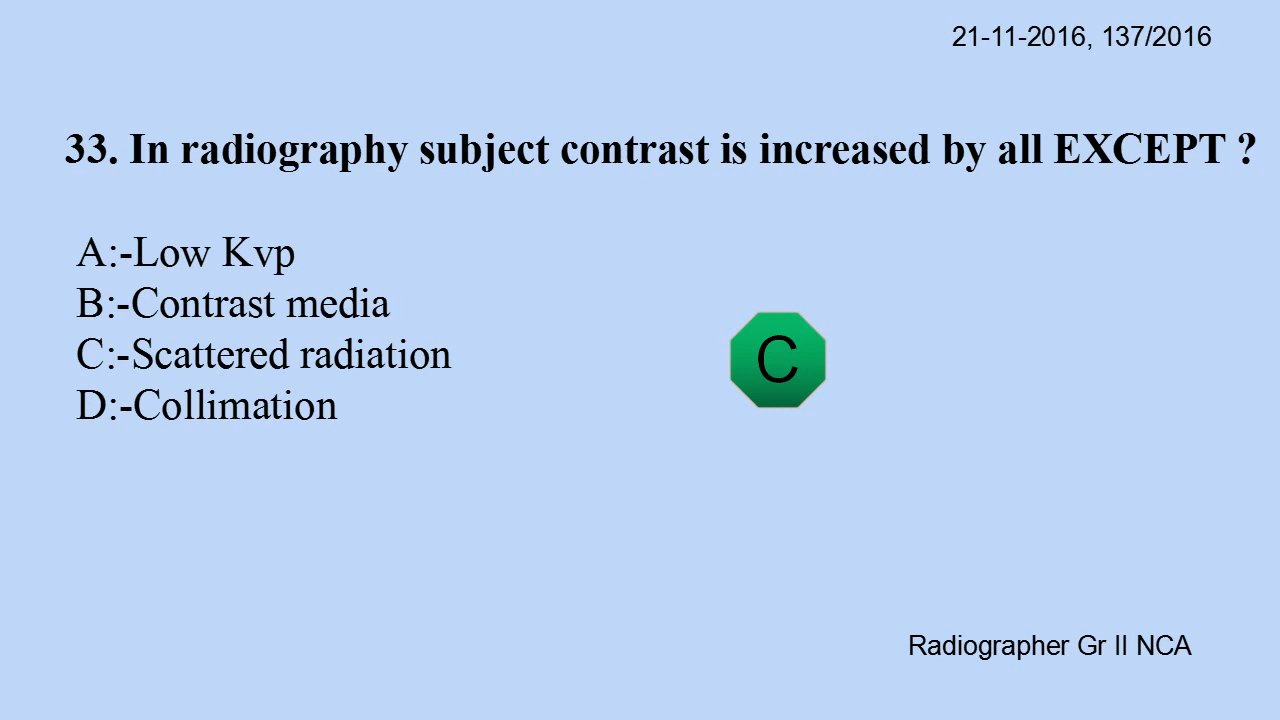 21-11-2016, 137/2016
33. In radiography subject contrast is increased by all EXCEPT ?
A:-Low Kvp
B:-Contrast media
C:-Scattered radiation
D:-Collimation
C
Radiographer Gr II NCA